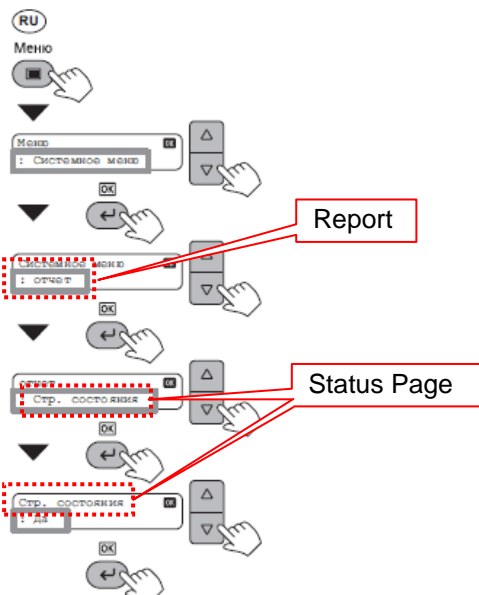 RU
Меню
Меню OK
: Системное меню
OK
Report
Системное меню OK
: отчет
OK
отчет OK
Стр. состояния
Status Page
OK
Стр. состояния OK
: да
OK